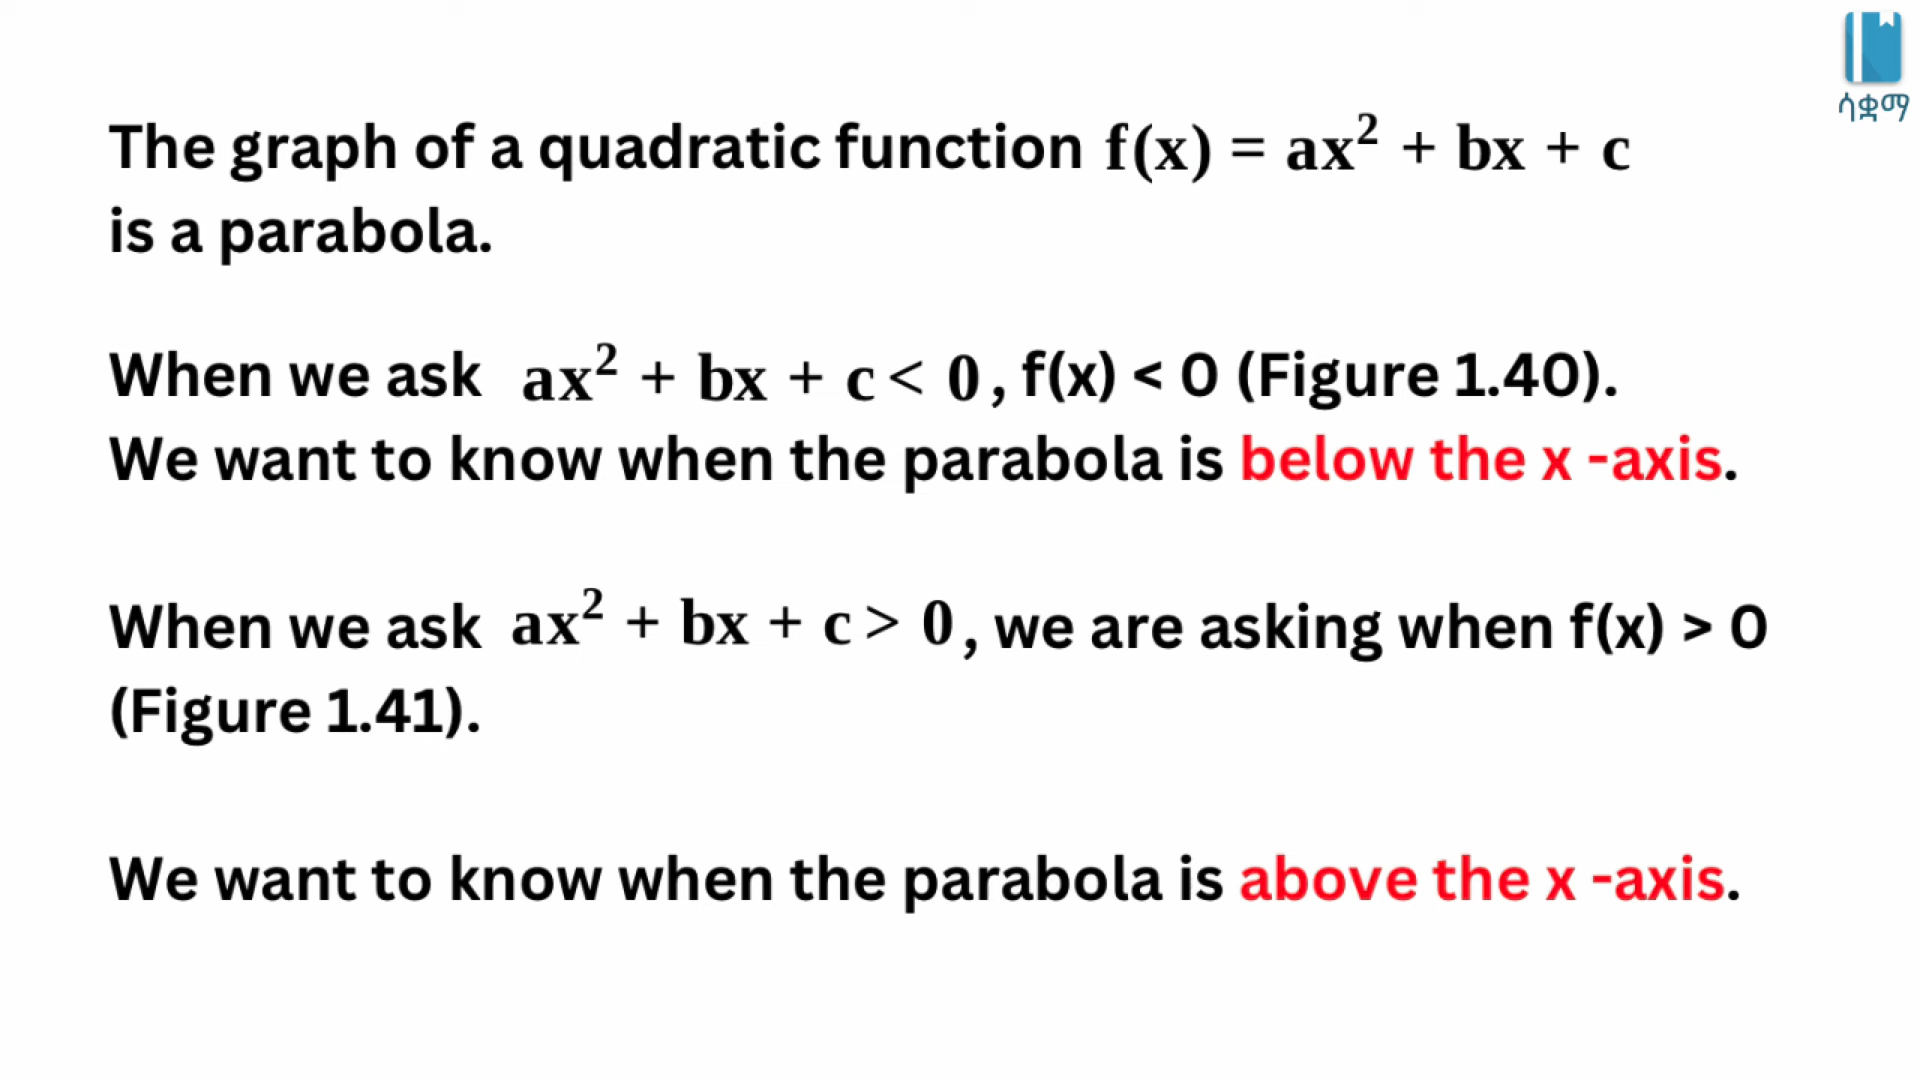 ሳቋማ
The graph of a quadratic function f(x) = ax² + bx + c
is a parabola.
When we ask ax² + bx + c < 0, f(x) < 0 (Figure 1.40).
We want to know when the parabola is below the x -axis.
When we ask ax² + bx + c > 0, we are asking when f(x) > 0
(Figure 1.41).
We want to know when the parabola is above the x -axis.